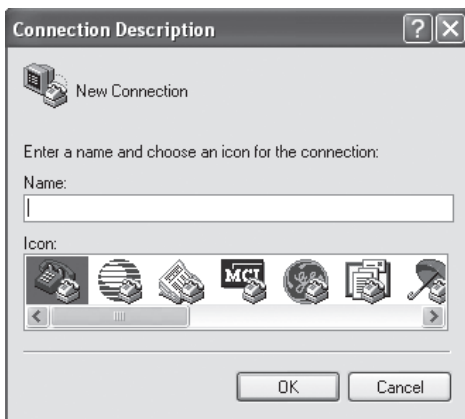 Connection Description
New Connection
Enter a name and choose an icon for the connection:
Name:
Icon:
MCI
OK Cancel